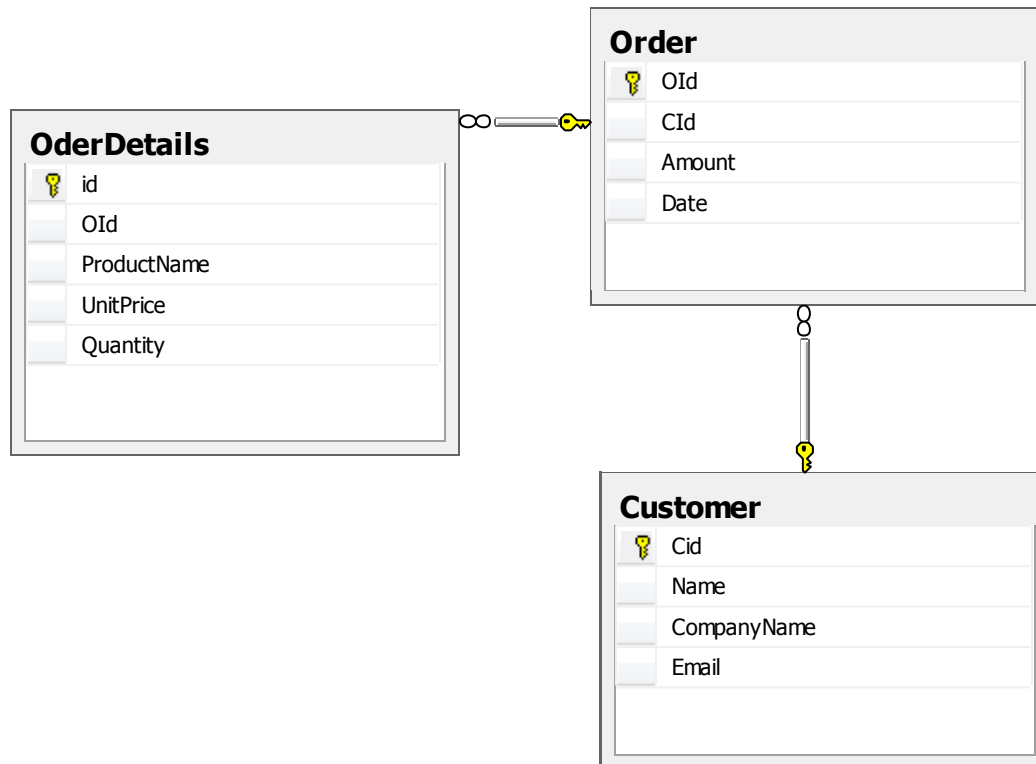 OderDetails
id
OId
ProductName
UnitPrice
Quantity
Order
OId
CId
Amount
Date
Customer
Cid
Name
CompanyName
Email